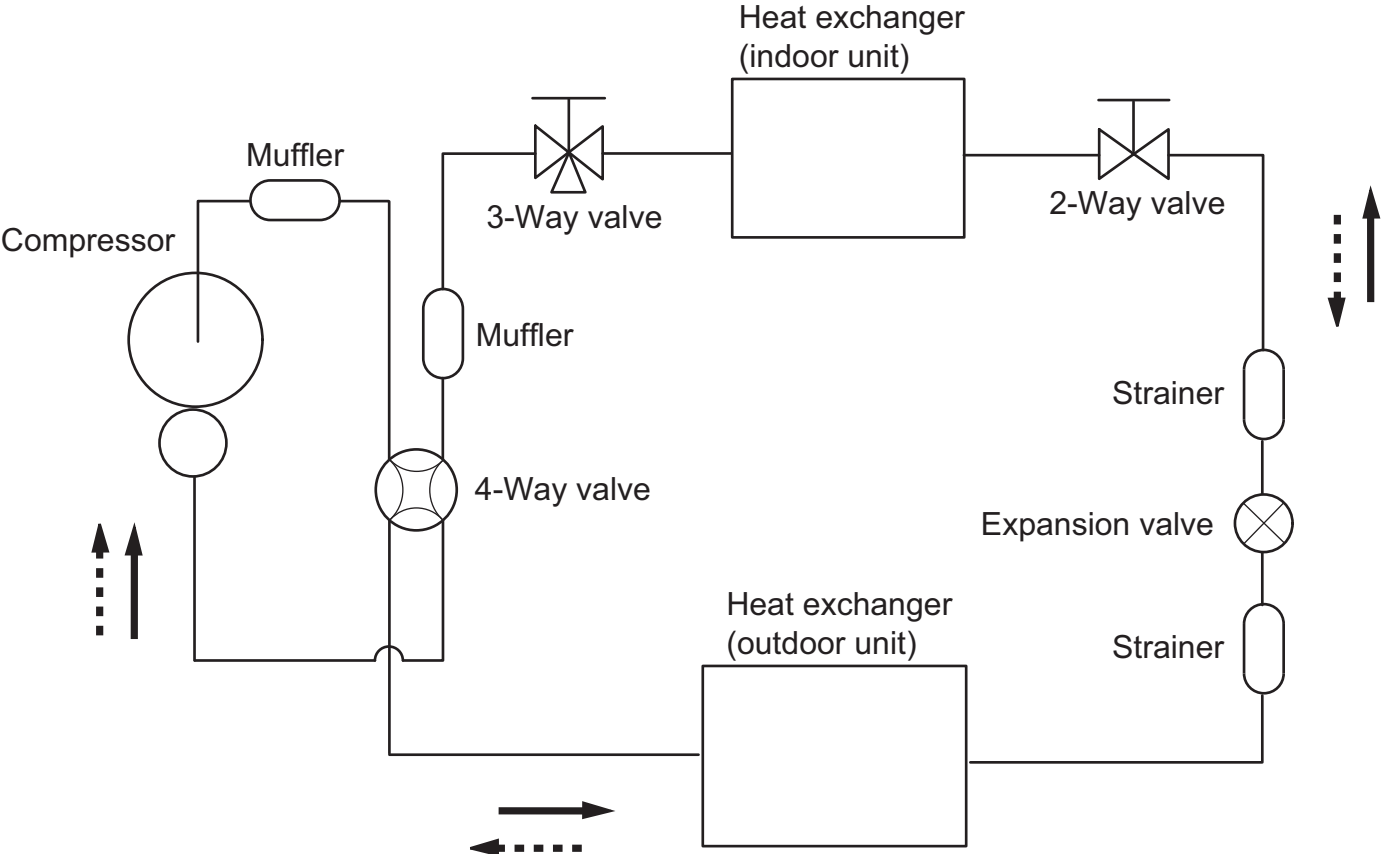 Heat exchanger
(indoor unit)
Muffler
3-Way valve
2-Way valve
Compressor
Muffler
Strainer
4-Way valve
Expansion valve
Heat exchanger
(outdoor unit)
Strainer